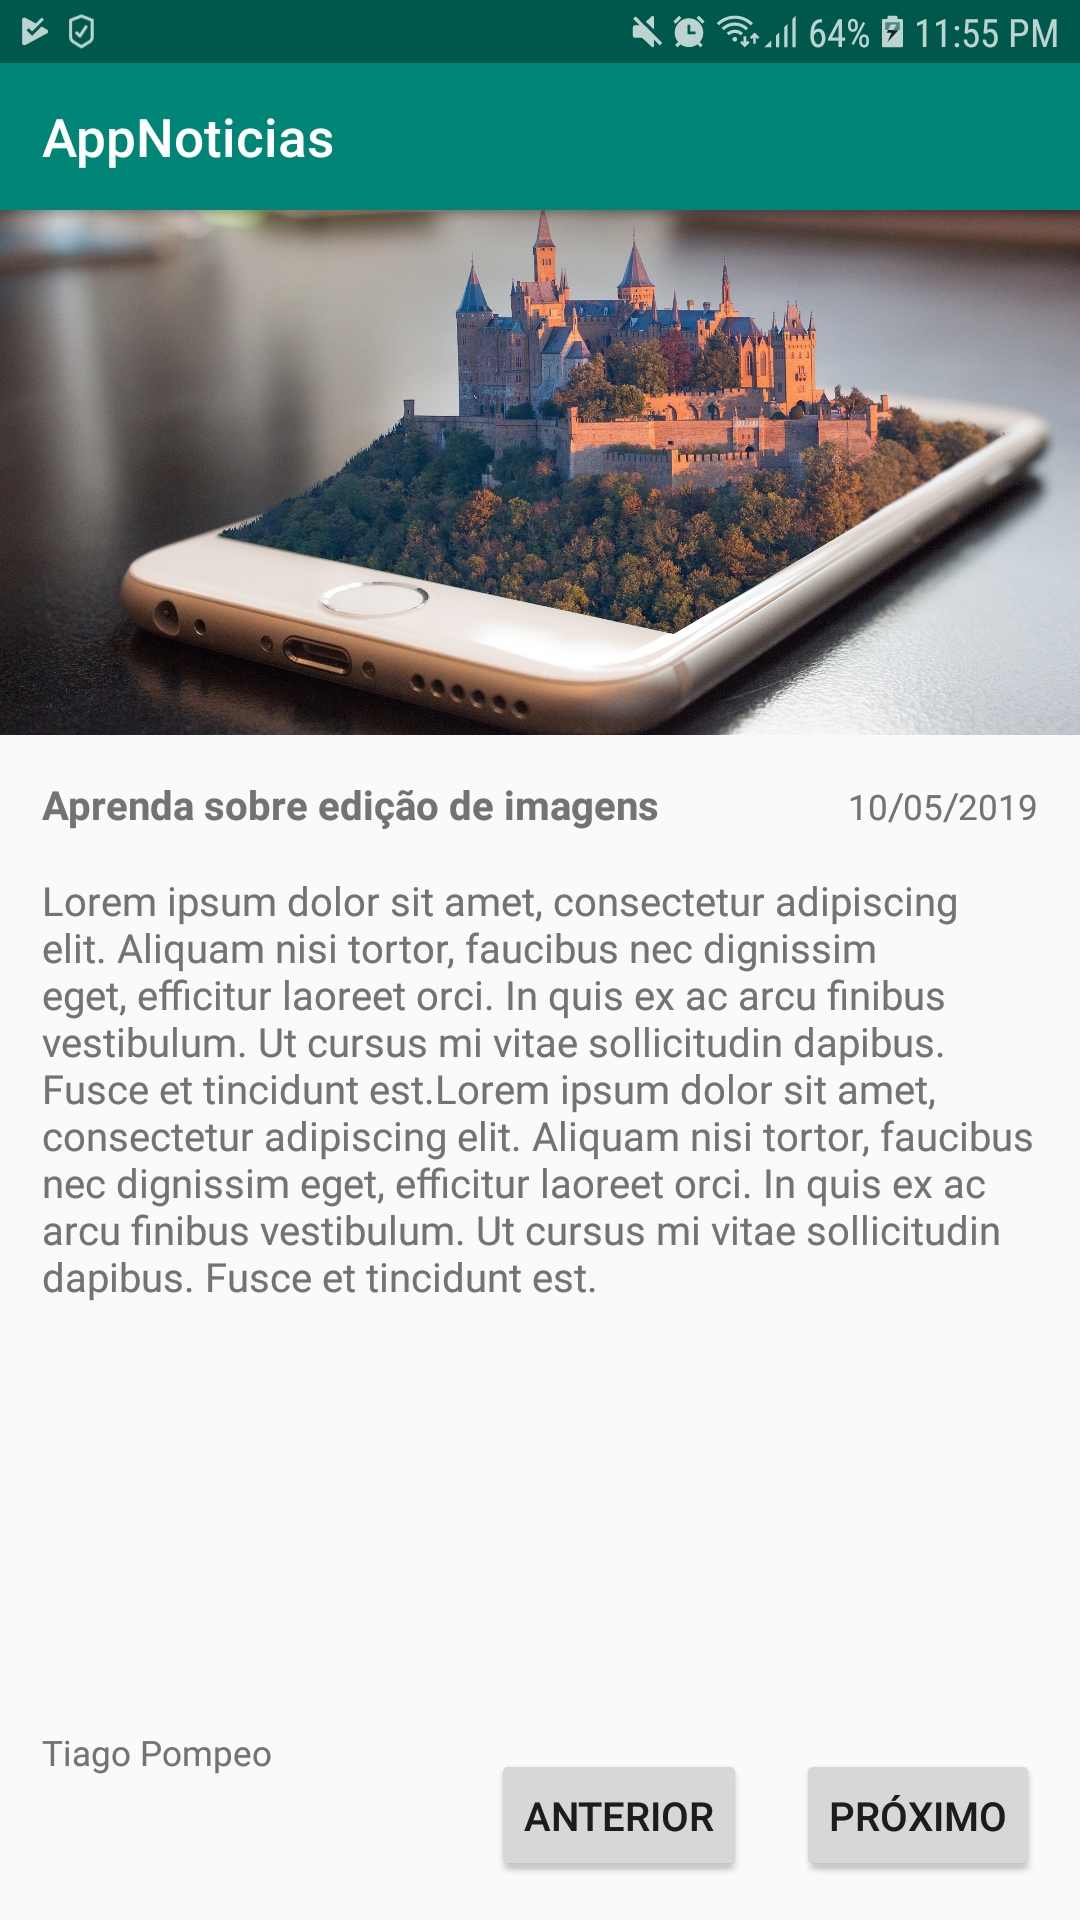 64% 11:55 PM
AppNoticias
Aprenda sobre edição de imagens 10/05/2019
Lorem ipsum dolor sit amet, consectetur adipiscing
elit. Aliquam nisi tortor, faucibus nec dignissim
eget, efficitur laoreet orci. In quis ex ac arcu finibus
vestibulum. Ut cursus mi vitae sollicitudin dapibus.
Fusce et tincidunt est.Lorem ipsum dolor sit amet,
consectetur adipiscing elit. Aliquam nisi tortor, faucibus
nec dignissim eget, efficitur laoreet orci. In quis ex ac
arcu finibus vestibulum. Ut cursus mi vitae sollicitudin
dapibus. Fusce et tincidunt est.
Tiago Pompeo
ANTERIOR PRÓXIMO